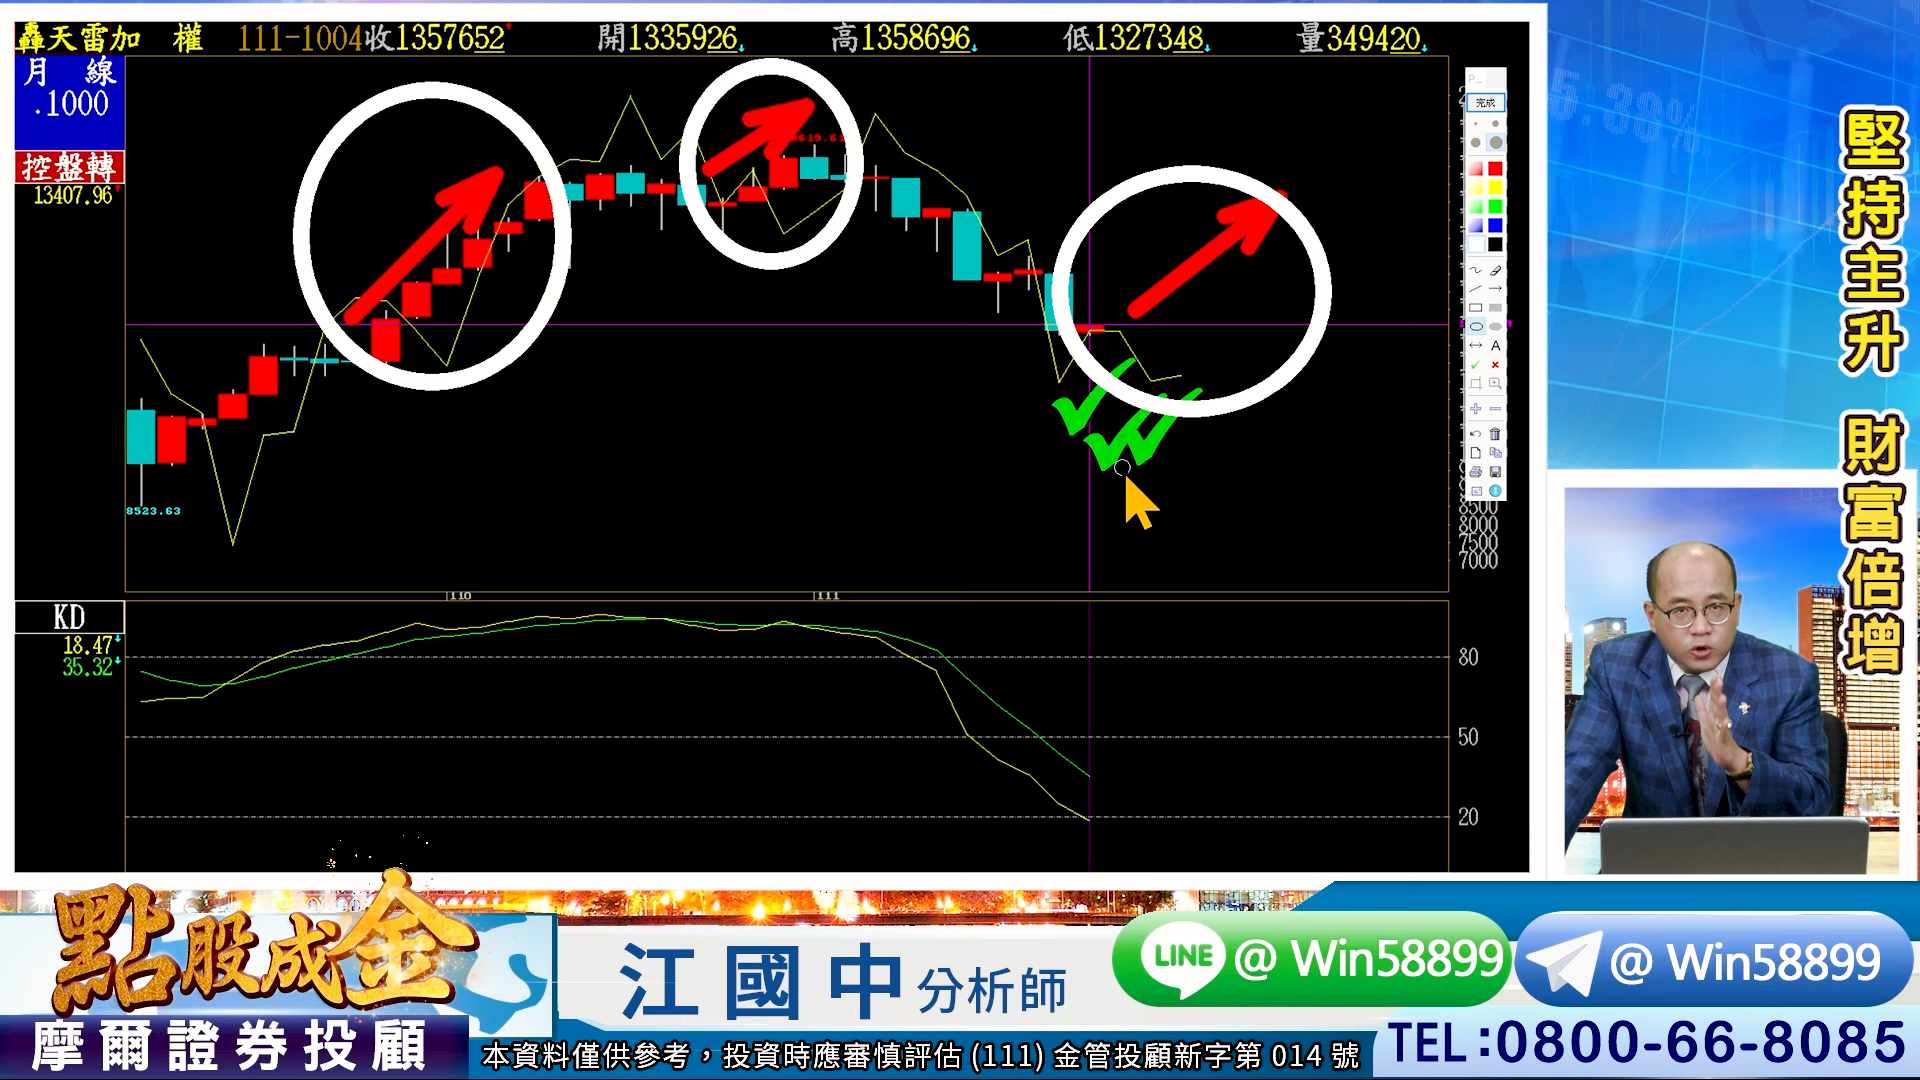 轟天雷加 權 111-1004收1357652 開1335926 高1358696 低1327348 量349420
月 線
.1000
控盤轉
13407.96
完成
A
8523.63
8500
8000
7500
7000
110
111
KD
18.47
35.32
80
50
20
堅持主升 財富倍增
點股成金
摩爾證券投顧
江國中分析師
LINE @ Win58899
@ Win58899
TEL:0800-66-8085
本資料僅供參考，投資時應審慎評估 (111) 金管投顧新字第 014 號